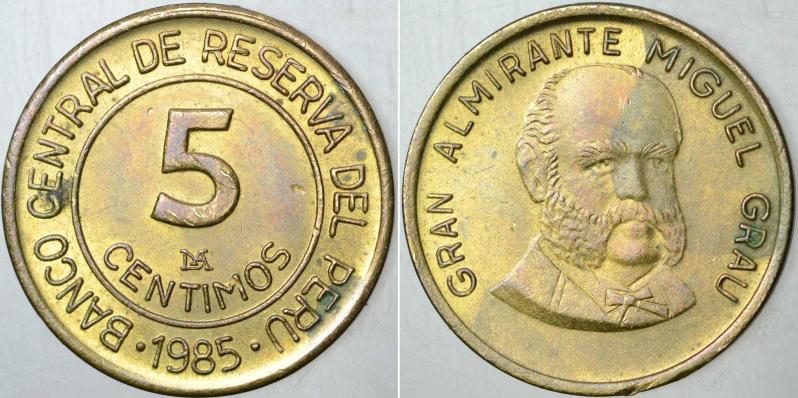 BANCO CENTRAL DE RESERVA DEL PERU
5
CENTIMOS
· 1985 ·
GRAN ALMIRANTE MIGUEL GRAU